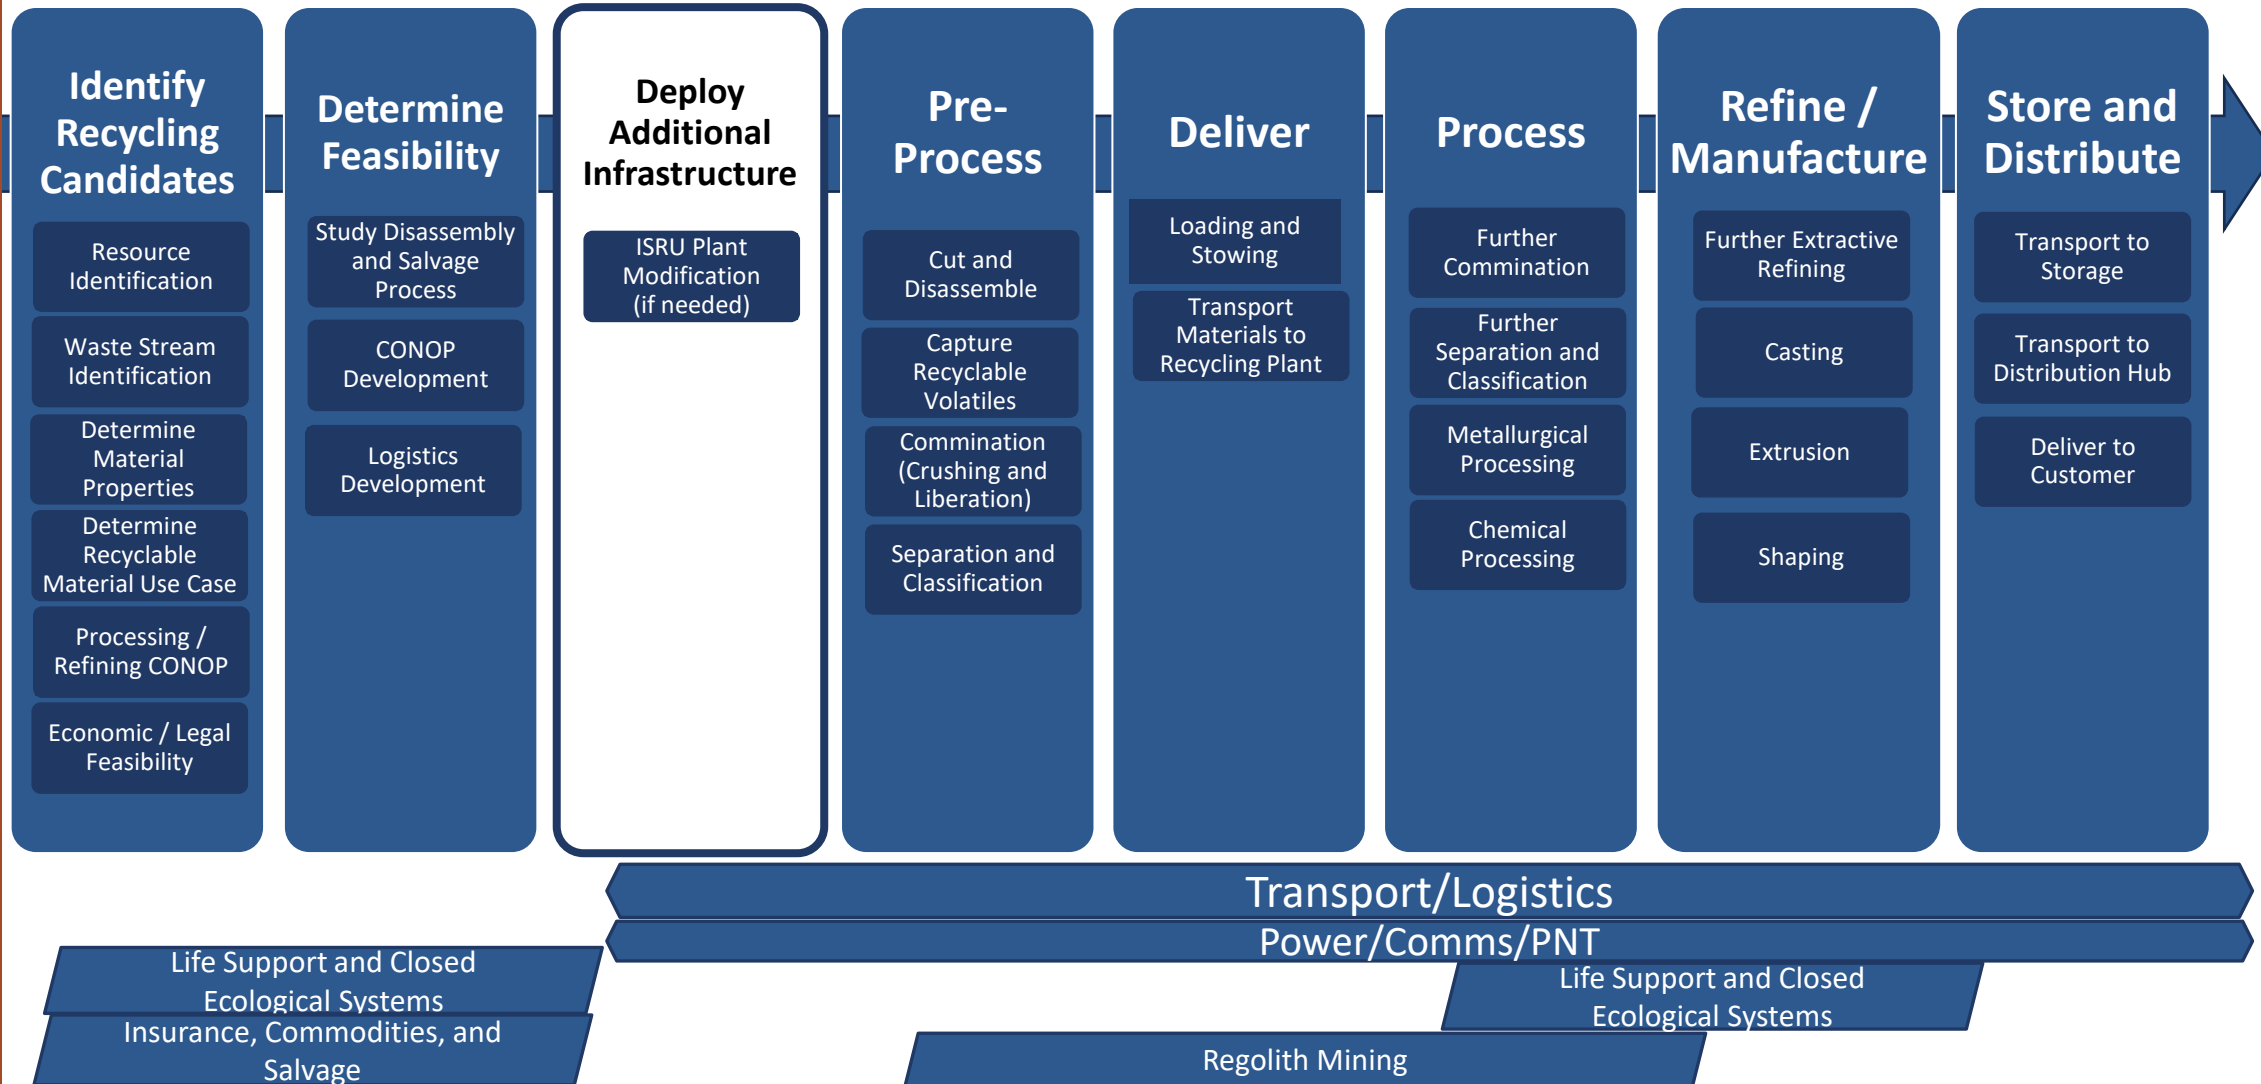 Identify
Recycling
Candidates
Resource
Identification
Waste Stream
Identification
Determine
Material
Properties
Determine
Recyclable
Material Use Case
Processing /
Refining CONOP
Economic / Legal
Feasibility
Determine
Feasibility
Study Disassembly
and Salvage
Process
CONOP
Development
Logistics
Development
Deploy
Additional
Infrastructure
ISRU Plant
Modification
(if needed)
Pre-
Process
Cut and
Disassemble
Capture
Recyclable
Volatiles
Commination
(Crushing and
Liberation)
Separation and
Classification
Deliver
Loading and
Stowing
Transport
Materials to
Recycling Plant
Process
Further
Commination
Further
Separation and
Classification
Metallurgical
Processing
Chemical
Processing
Refine /
Manufacture
Further Extractive
Refining
Casting
Extrusion
Shaping
Store and
Distribute
Transport to
Storage
Transport to
Distribution Hub
Deliver to
Customer
Transport/Logistics
Power/Comms/PNT
Life Support and Closed
Ecological Systems
Insurance, Commodities, and
Salvage
Life Support and Closed
Ecological Systems
Regolith Mining